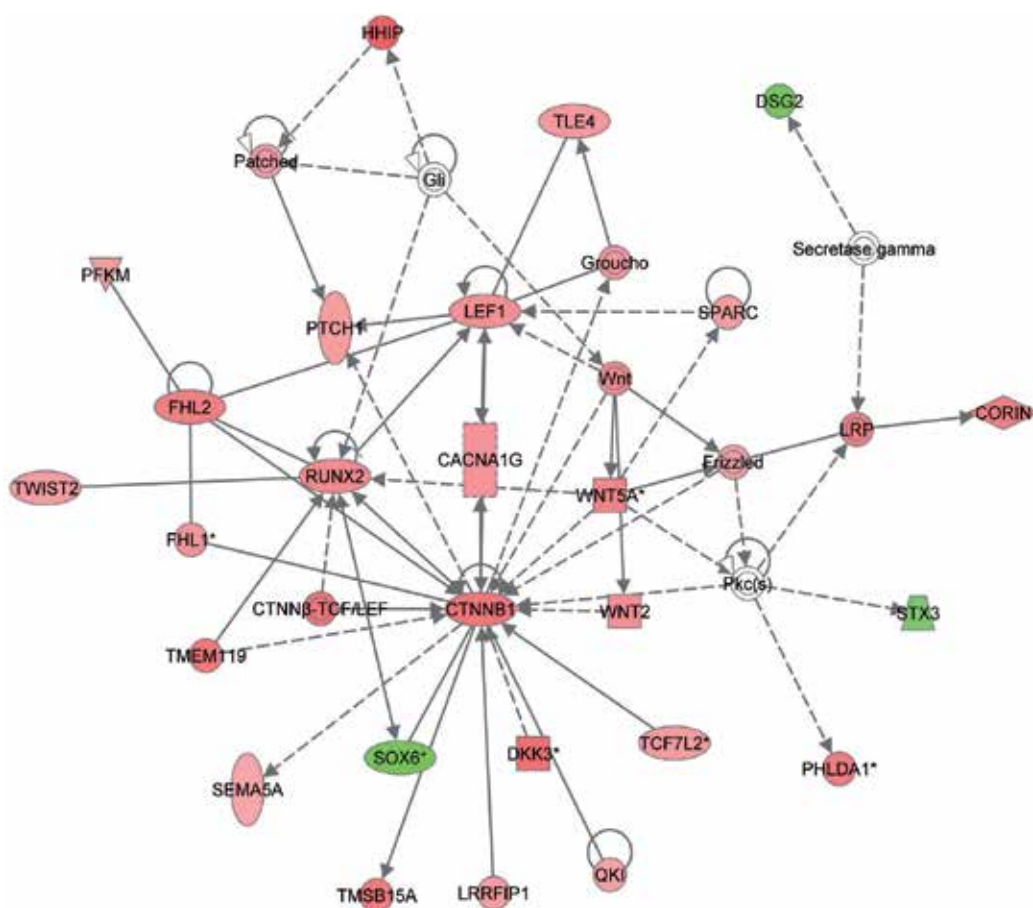 HHIP
DSG2
TLE4
Patched
Gli
Secretase gamma
Groucho
PFKM
PTCH1
LEF1
SPARC
Wnt
FHL2
CORIN
LRP
CACNA1G
Frizzled
RUNX2
TWIST2
WNT5A*
FHL1*
Pkc(s)
CTNNβ-TCF/LEF
CTNNB1
WNT2
STX3
TMEM119
SOX6*
DKK3*
TCF7L2*
PHLDA1*
SEMA5A
QKI
TMSB15A
LRRFIP1